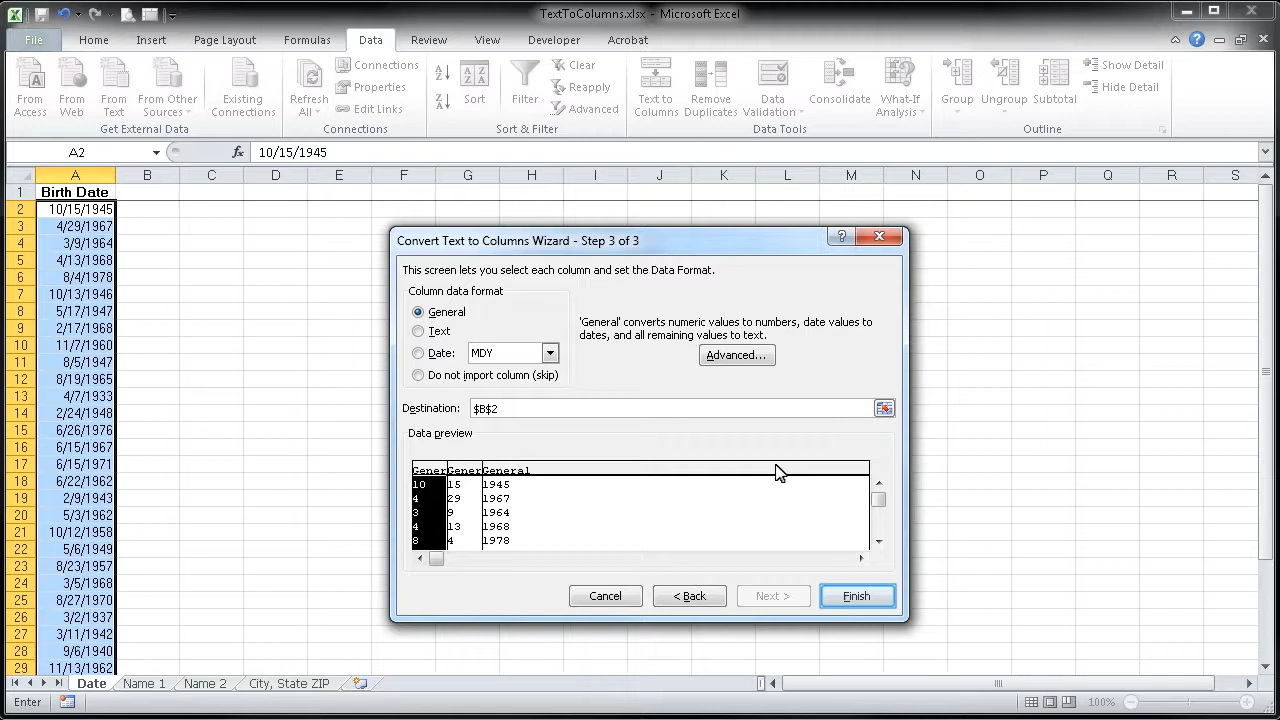 TextToColumns.xlsx - Microsoft Excel
File Home Insert Page Layout Formulas Data Review View Developer Acrobat
From Access
From Web
From Text
From Other Sources
Existing Connections
Get External Data
Refresh All
Connections
Properties
Edit Links
Connections
Sort
Filter
Clear
Reapply
Advanced
Sort & Filter
Text to Columns
Remove Duplicates
Data Validation
Consolidate
What-If Analysis
Data Tools
Group
Ungroup
Subtotal
Show Detail
Hide Detail
Outline
A2 fx 10/15/1945
A B C D E F G H I J K L M N O P Q R S
1 Birth Date
2 10/15/1945
3 4/29/1967
4 3/9/1964
5 4/13/1968
6 8/4/1978
7 10/13/1946
8 5/17/1947
9 2/17/1968
10 11/7/1960
11 8/5/1947
12 8/19/1965
13 4/7/1933
14 2/24/1948
15 6/26/1976
16 6/15/1967
17 6/15/1971
18 6/22/1948
19 2/9/1943
20 5/3/1962
21 10/12/1956
22 5/6/1949
23 8/23/1957
24 3/5/1968
25 8/27/1970
26 3/2/1937
27 3/11/1942
28 9/6/1940
29 11/13/1962
Convert Text to Columns Wizard - Step 3 of 3
This screen lets you select each column and set the Data Format.
Column data format
General
Text
Date: MDY
Do not import column (skip)
'General' converts numeric values to numbers, date values to
dates, and all remaining values to text.
Advanced...
Destination: $B$2
Data preview
Gener Gener General
10 15 1945
4 29 1967
3 9 1964
4 13 1968
8 4 1978
Cancel < Back Next > Finish
Date Name 1 Name 2 City, State ZIP
Enter 100%